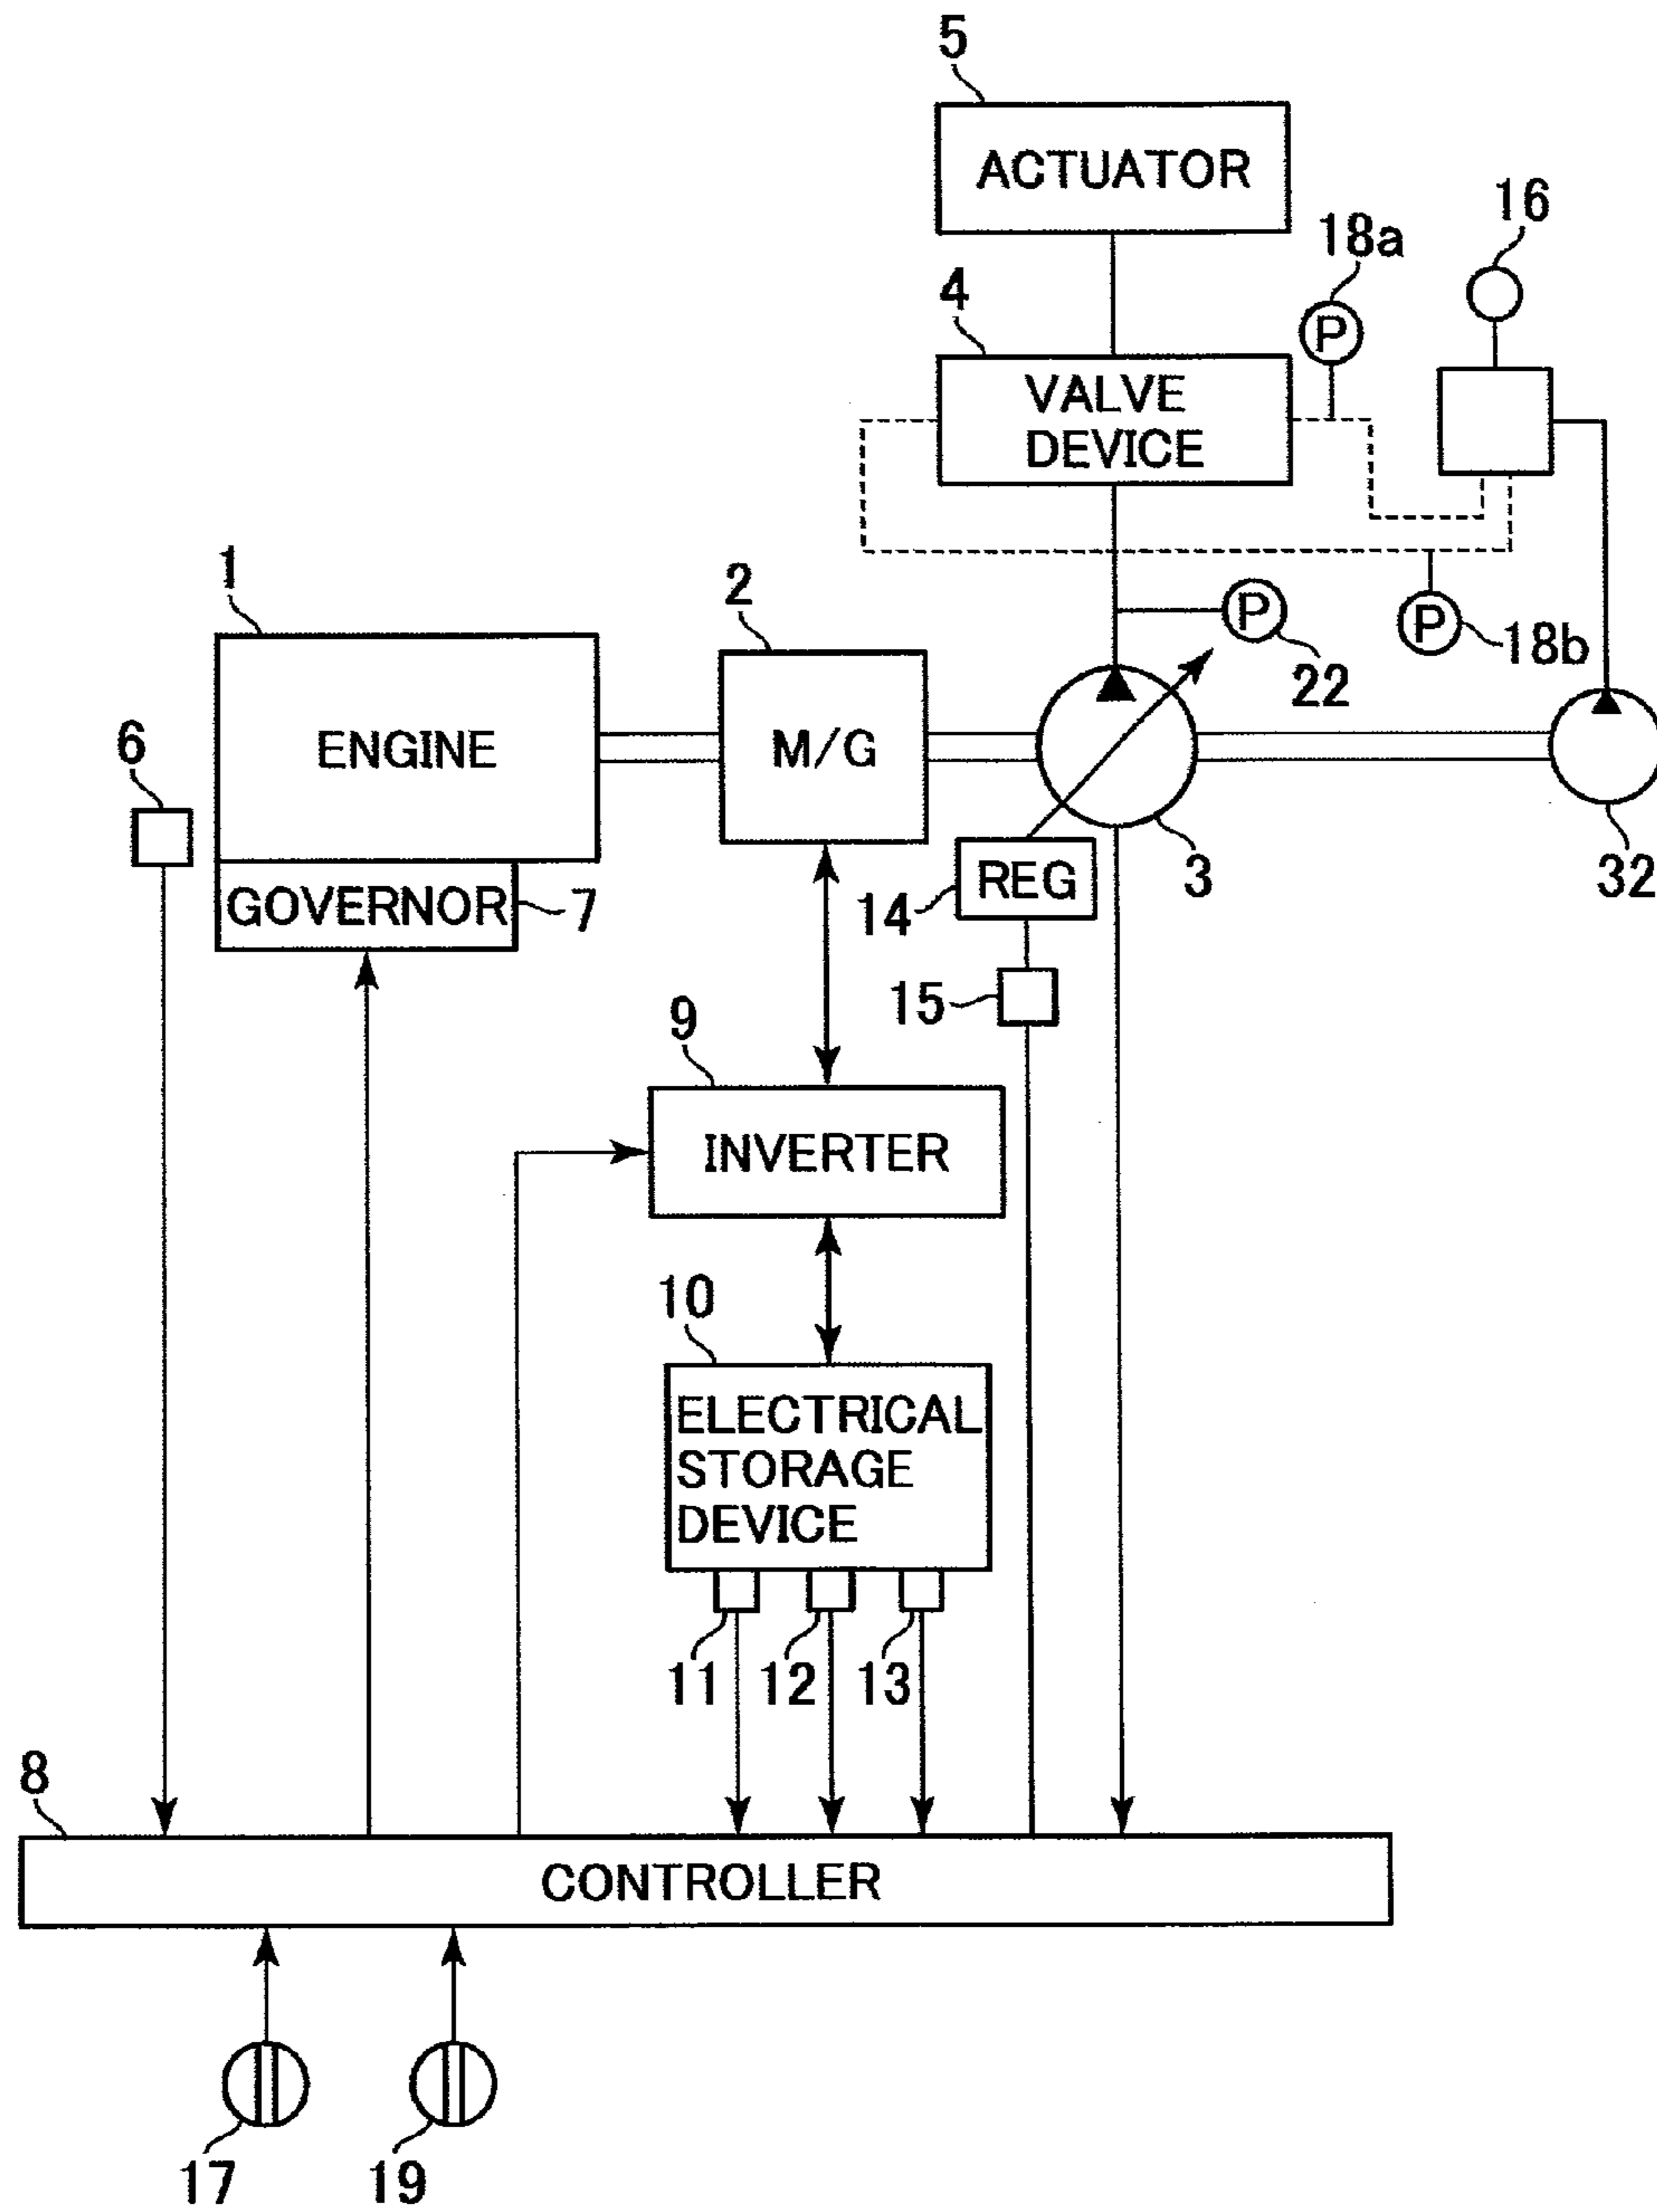 5
ACTUATOR
16
18a
4
P
VALVE
DEVICE
1
2
P
22
P
18b
6
ENGINE
M/G
3
32
GOVERNOR
7
14
REG
15
9
INVERTER
10
ELECTRICAL
STORAGE
DEVICE
11
12
13
8
CONTROLLER
17
19